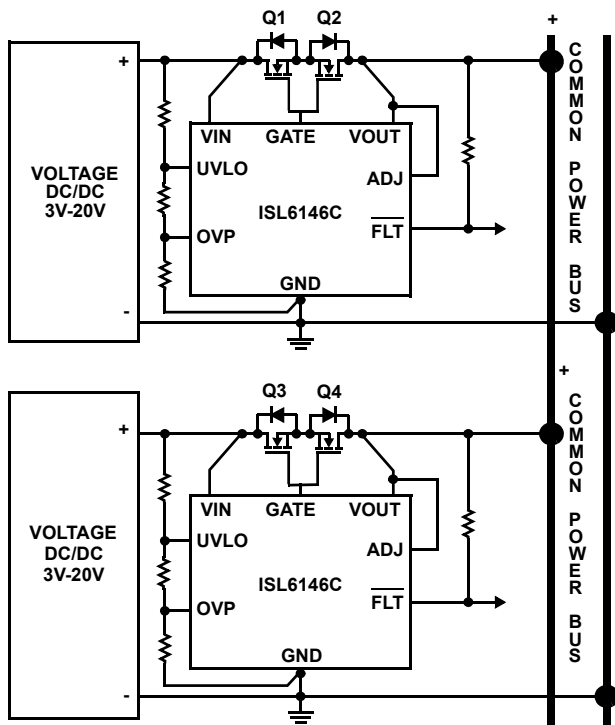 Q1 Q2
+
+
VIN GATE VOUT
UVLO
ADJ
VOLTAGE
DC/DC
3V-20V
ISL6146C
OVP
FLT
GND
-
COMMON POWER BUS
Q3 Q4
+
+
VIN GATE VOUT
UVLO
ADJ
VOLTAGE
DC/DC
3V-20V
ISL6146C
OVP
FLT
GND
-
COMMON POWER BUS